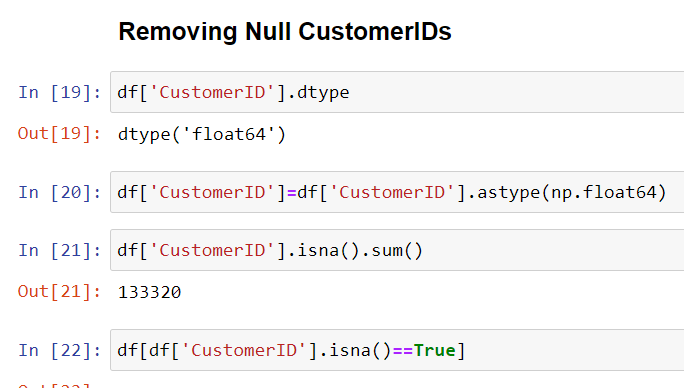 Removing Null CustomerIDs
In [19]: df['CustomerID'].dtype
Out[19]: dtype('float64')
In [20]: df['CustomerID']=df['CustomerID'].astype(np.float64)
In [21]: df['CustomerID'].isna().sum()
Out[21]: 133320
In [22]: df[df['CustomerID'].isna()==True]